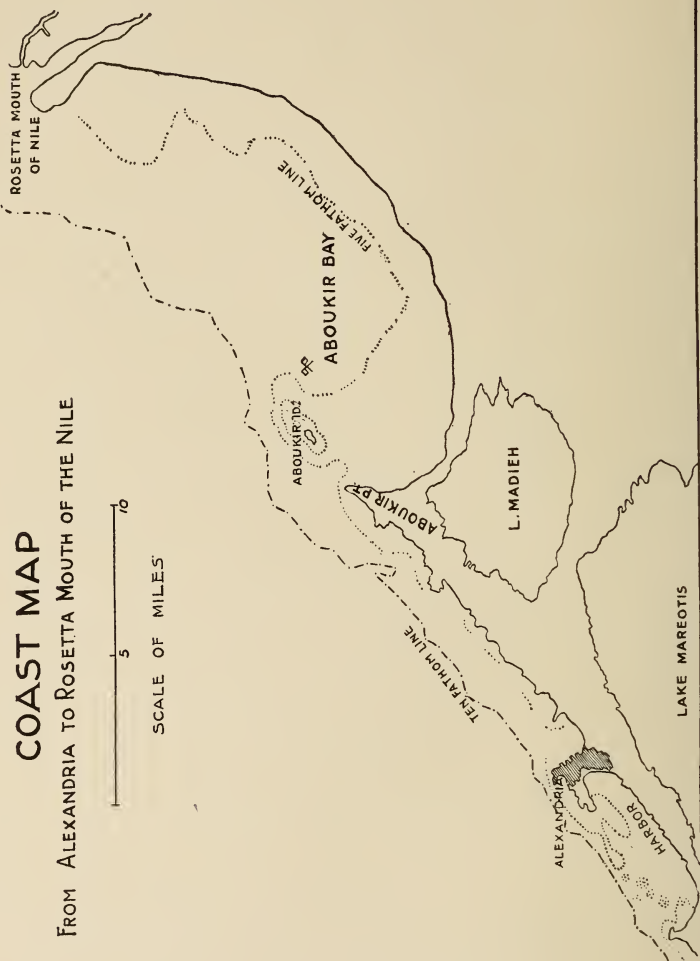 COAST MAP
FROM ALEXANDRIA TO ROSETTA MOUTH OF THE NILE
5
10
SCALE OF MILES
ROSETTA MOUTH
OF NILE
FIVE FATHOM LINE
ABOUKIR BAY
ABOUKIR ID.
ABOUKIR PT.
L. MADIEH
TEN FATHOM LINE
ALEXANDRIA
HARBOR
LAKE MAREOTIS